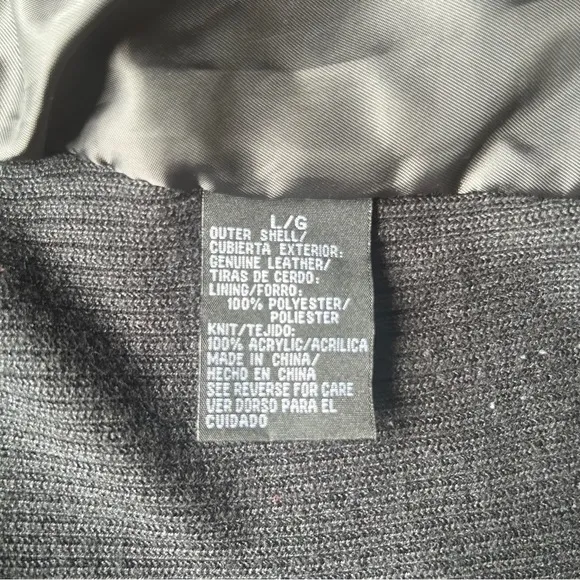 L/G
OUTER SHELL/
CUBIERTA EXTERIOR:
GENUINE LEATHER/
TIRAS DE CERDO:
LINING/FORRO:
100% POLYESTER/
POLIESTER
KNIT/TEJIDO:
100% ACRYLIC/ACRILICA
MADE IN CHINA/
HECHO EN CHINA
SEE REVERSE FOR CARE
VER DORSO PARA EL
CUIDADO